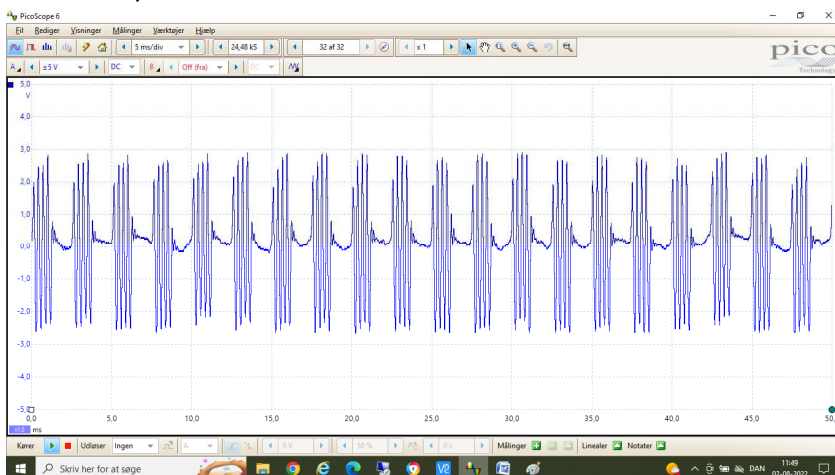 PicoScope 6
Fil Rediger Visninger Målinger Værktøjer Hjælp
5 ms/div 24,48 kS 32 af 32 x 1
pico
Technology
A ±5 V DC B Off (fra) DC
5,0
V
4,0
3,0
2,0
1,0
0,0
-1,0
-2,0
-3,0
-4,0
-5,0
0,0 5,0 10,0 15,0 20,0 25,0 30,0 35,0 40,0 45,0 50,
x1,0 ms
Kører Udløser Ingen A 0 V 50 % 0 s Målinger Linealer Notater
Skriv her for at søge
DAN 11:49
02-08-2022